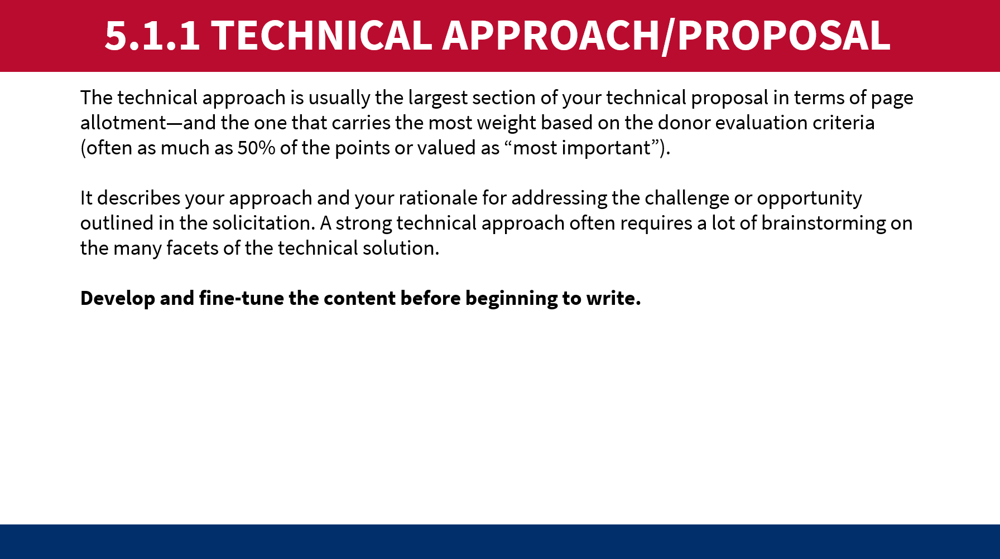 5.1.1 TECHNICAL APPROACH/PROPOSAL
The technical approach is usually the largest section of your technical proposal in terms of page
allotment—and the one that carries the most weight based on the donor evaluation criteria
(often as much as 50% of the points or valued as “most important”).
It describes your approach and your rationale for addressing the challenge or opportunity
outlined in the solicitation. A strong technical approach often requires a lot of brainstorming on
the many facets of the technical solution.
Develop and fine-tune the content before beginning to write.